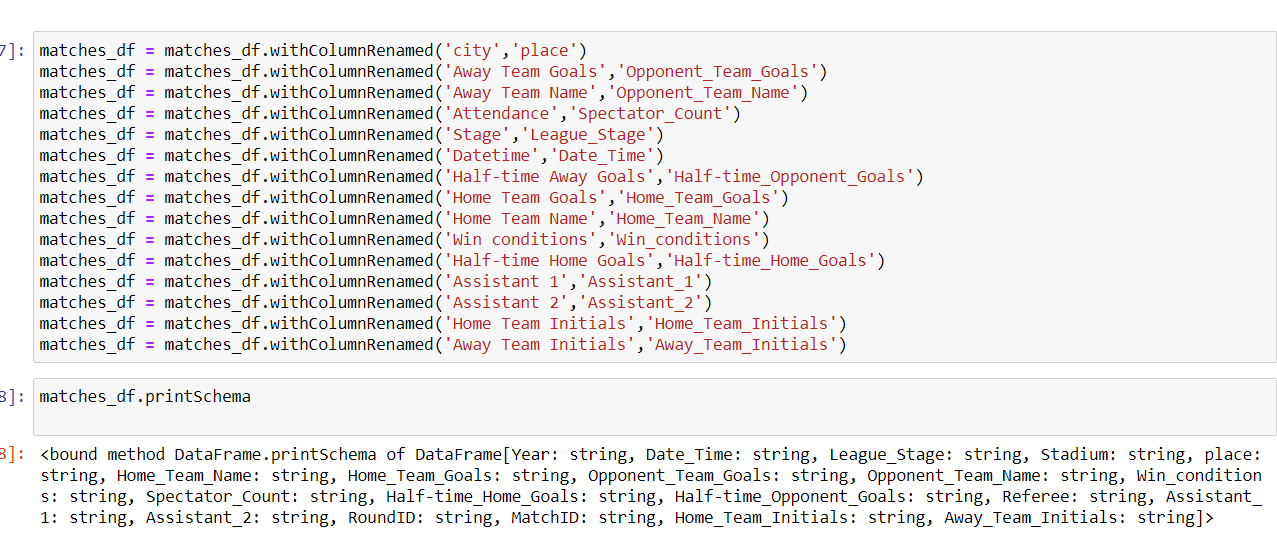 7]: matches_df = matches_df.withColumnRenamed('city','place')
matches_df = matches_df.withColumnRenamed('Away Team Goals','Opponent_Team_Goals')
matches_df = matches_df.withColumnRenamed('Away Team Name','Opponent_Team_Name')
matches_df = matches_df.withColumnRenamed('Attendance','Spectator_Count')
matches_df = matches_df.withColumnRenamed('Stage','League_Stage')
matches_df = matches_df.withColumnRenamed('Datetime','Date_Time')
matches_df = matches_df.withColumnRenamed('Half-time Away Goals','Half-time_Opponent_Goals')
matches_df = matches_df.withColumnRenamed('Home Team Goals','Home_Team_Goals')
matches_df = matches_df.withColumnRenamed('Home Team Name','Home_Team_Name')
matches_df = matches_df.withColumnRenamed('Win conditions','Win_conditions')
matches_df = matches_df.withColumnRenamed('Half-time Home Goals','Half-time_Home_Goals')
matches_df = matches_df.withColumnRenamed('Assistant 1','Assistant_1')
matches_df = matches_df.withColumnRenamed('Assistant 2','Assistant_2')
matches_df = matches_df.withColumnRenamed('Home Team Initials','Home_Team_Initials')
matches_df = matches_df.withColumnRenamed('Away Team Initials','Away_Team_Initials')
8]: matches_df.printSchema
8]: <bound method DataFrame.printSchema of DataFrame[Year: string, Date_Time: string, League_Stage: string, Stadium: string, place:
string, Home_Team_Name: string, Home_Team_Goals: string, Opponent_Team_Goals: string, Opponent_Team_Name: string, Win_condition
s: string, Spectator_Count: string, Half-time_Home_Goals: string, Half-time_Opponent_Goals: string, Referee: string, Assistant_
1: string, Assistant_2: string, RoundID: string, MatchID: string, Home_Team_Initials: string, Away_Team_Initials: string]>